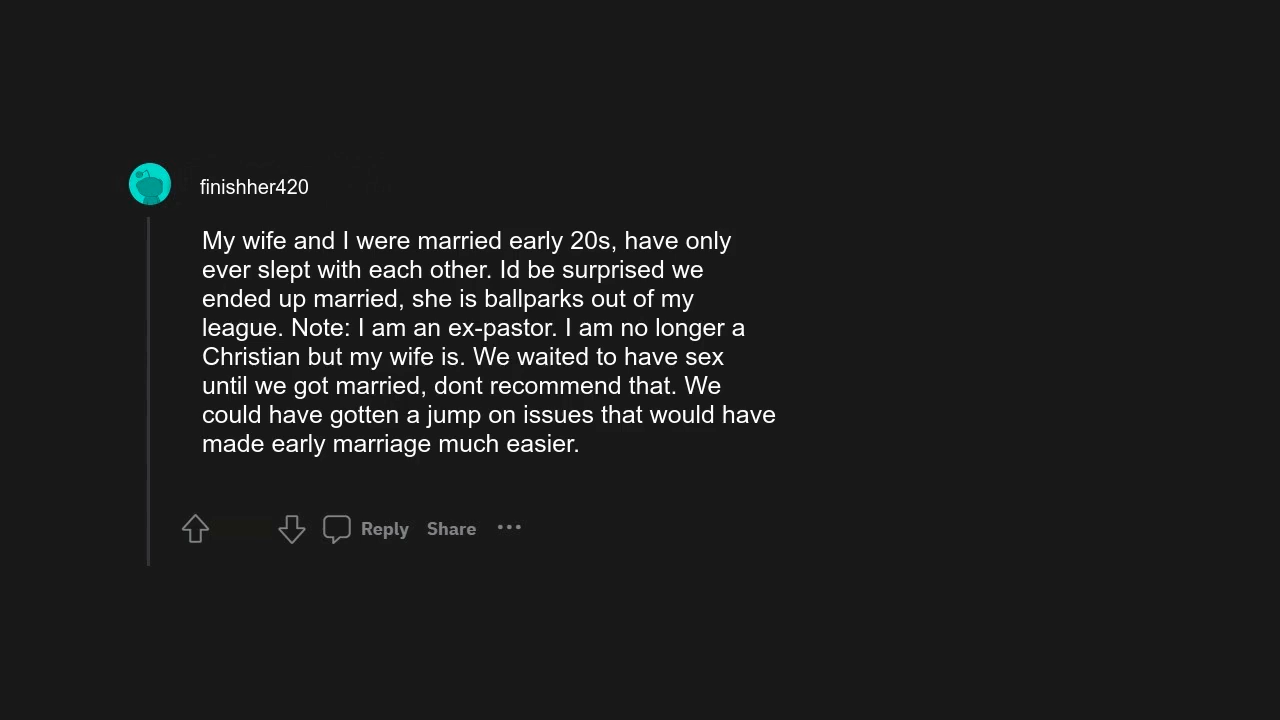 finishher420
My wife and I were married early 20s, have only
ever slept with each other. Id be surprised we
ended up married, she is ballparks out of my
league. Note: I am an ex-pastor. I am no longer a
Christian but my wife is. We waited to have sex
until we got married, dont recommend that. We
could have gotten a jump on issues that would have
made early marriage much easier.
Reply Share